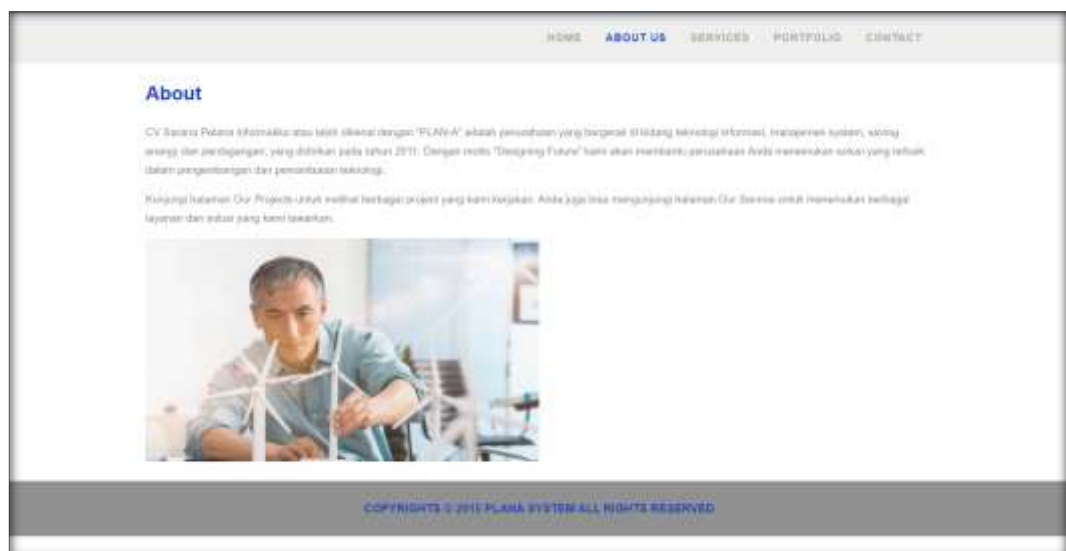 HOME ABOUT US SERVICES PORTFOLIO CONTACT
About
CV Sarana Petana Informatika atau lebih dikenal dengan "PLAN-A" adalah perusahaan yang bergerak di bidang teknologi informasi, manajemen system, saving
energy dan perdagangan, yang didirikan pada tahun 2011. Dengan motto "Designing Future" kami akan membantu perusahaan Anda menemukan solusi yang terbaik
dalam pengembangan dan pemanfaatan teknologi.
Kunjungi halaman Our Projects untuk melihat berbagai project yang kami kerjakan. Anda juga bisa mengunjungi halaman Our Service untuk menemukan berbagai
layanan dan solusi yang kami tawarkan.
COPYRIGHTS © PLANA SYSTEM ALL RIGHTS RESERVED